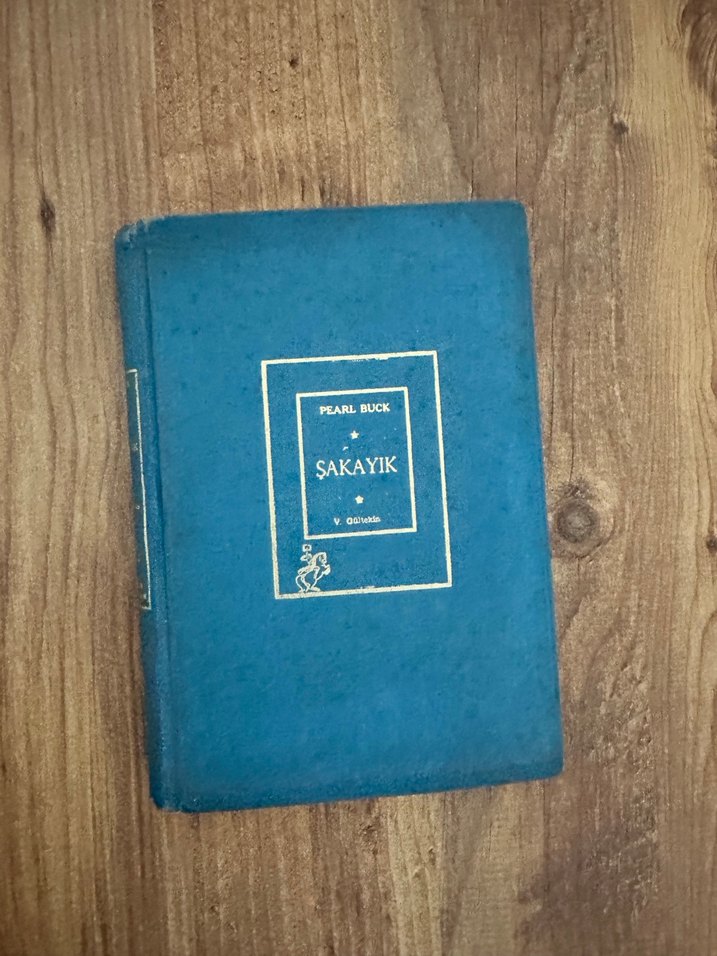 PEARL BUCK
ŞAKAYIK
V. Gültekin